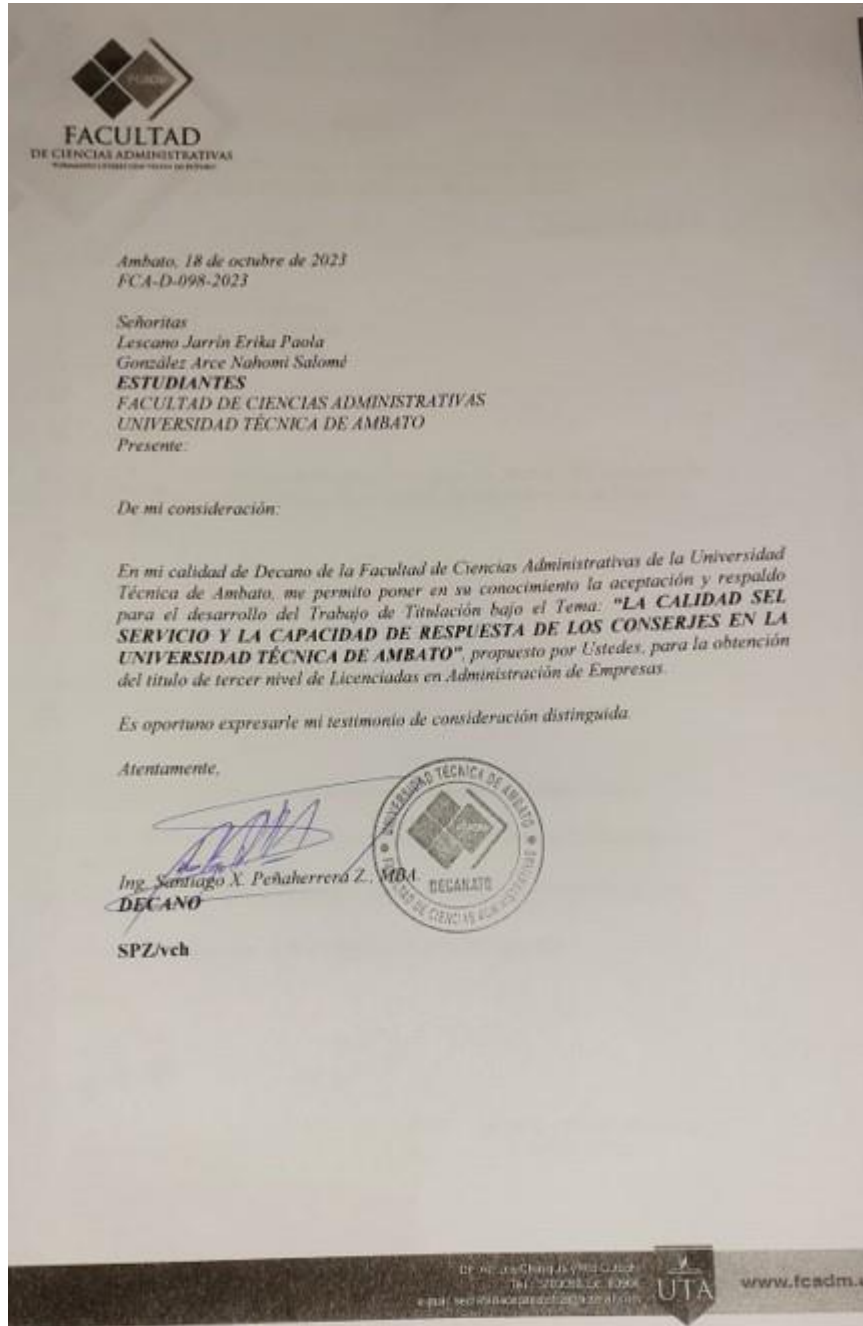 FCADM
FACULTAD
DE CIENCIAS ADMINISTRATIVAS
Ambato, 18 de octubre de 2023
FCA-D-098-2023
Señoritas
Lescano Jarrín Erika Paola
González Arce Nahomi Salomé
ESTUDIANTES
FACULTAD DE CIENCIAS ADMINISTRATIVAS
UNIVERSIDAD TÉCNICA DE AMBATO
Presente.
De mi consideración:
En mi calidad de Decano de la Facultad de Ciencias Administrativas de la Universidad
Técnica de Ambato, me permito poner en su conocimiento la aceptación y respaldo
para el desarrollo del Trabajo de Titulación bajo el Tema: "LA CALIDAD SEL
SERVICIO Y LA CAPACIDAD DE RESPUESTA DE LOS CONSERJES EN LA
UNIVERSIDAD TÉCNICA DE AMBATO", propuesto por Ustedes, para la obtención
del título de tercer nivel de Licenciadas en Administración de Empresas.
Es oportuno expresarle mi testimonio de consideración distinguida.
Atentamente,
UNIVERSIDAD TÉCNICA DE AMBATO
DECANATO
FACULTAD DE CIENCIAS ADMINISTRATIVAS
Ing. Santiago X. Peñaherrera Z., MBA.
DECANO
SPZ/vch
UTA
www.fcadm.